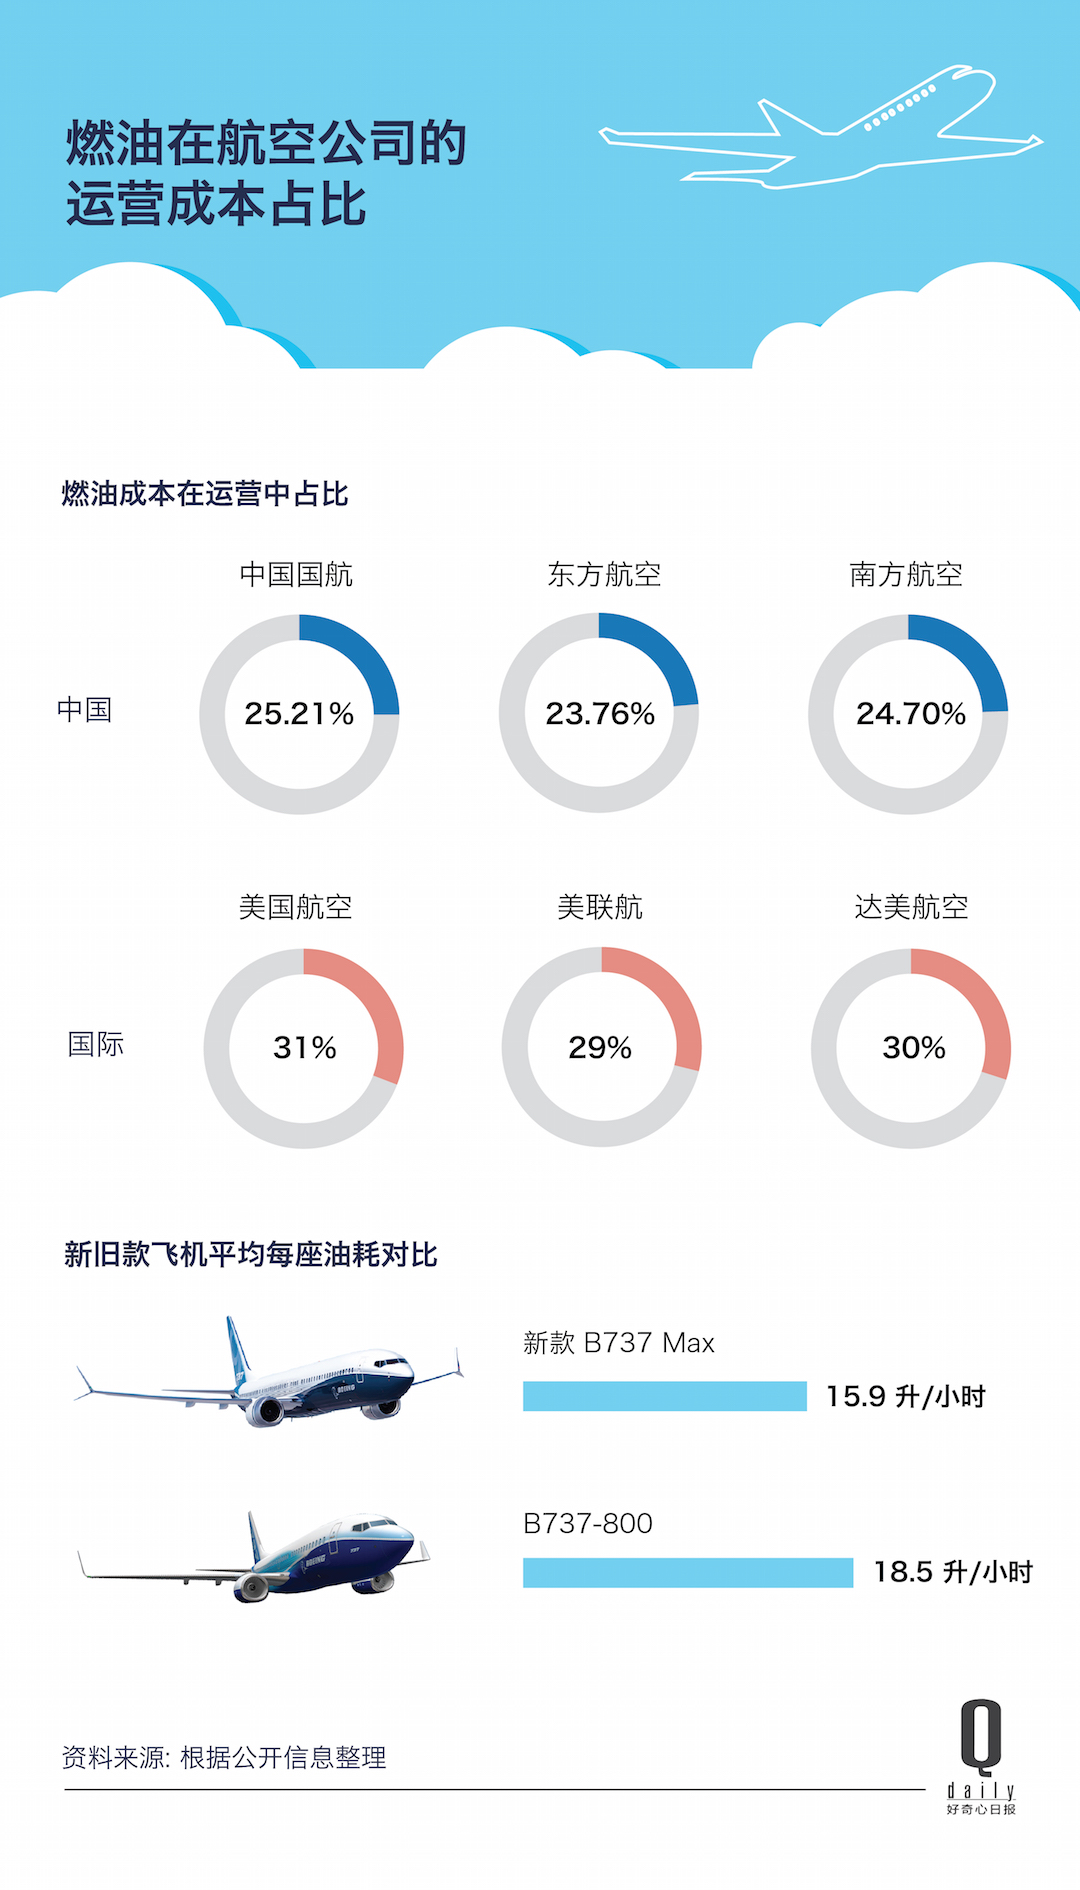 燃油在航空公司的
运营成本占比
燃油成本在运营中占比
中国国航 东方航空 南方航空
中国 25.21% 23.76% 24.70%
美国航空 美联航 达美航空
国际 31% 29% 30%
新旧款飞机平均每座油耗对比
新款 B737 Max
15.9 升/小时
BOEING
B737-800
18.5 升/小时
BOEING
资料来源: 根据公开信息整理
Q
daily
好奇心日报